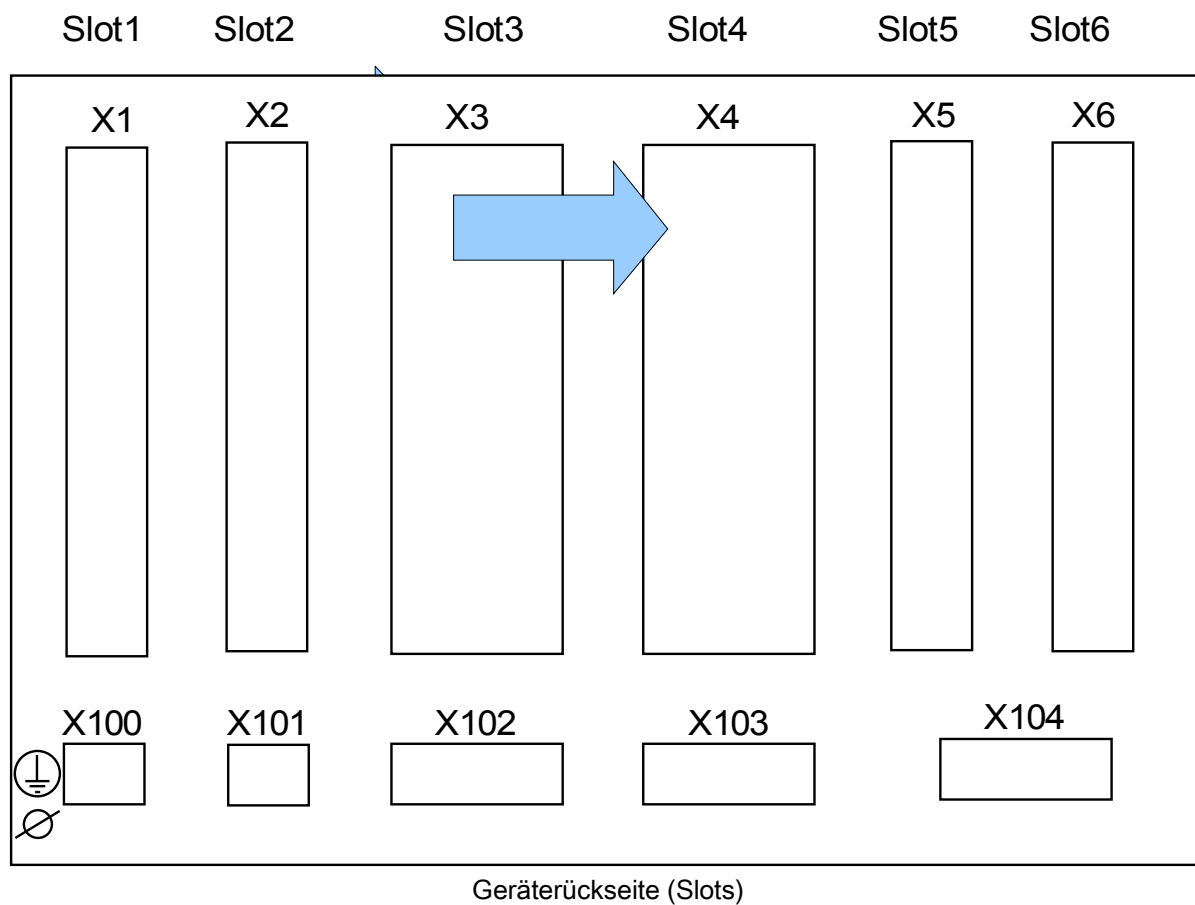 Slot1 Slot2 Slot3 Slot4 Slot5 Slot6
X1 X2 X3 X4 X5 X6
X100 X101 X102 X103 X104
Geräterückseite (Slots)